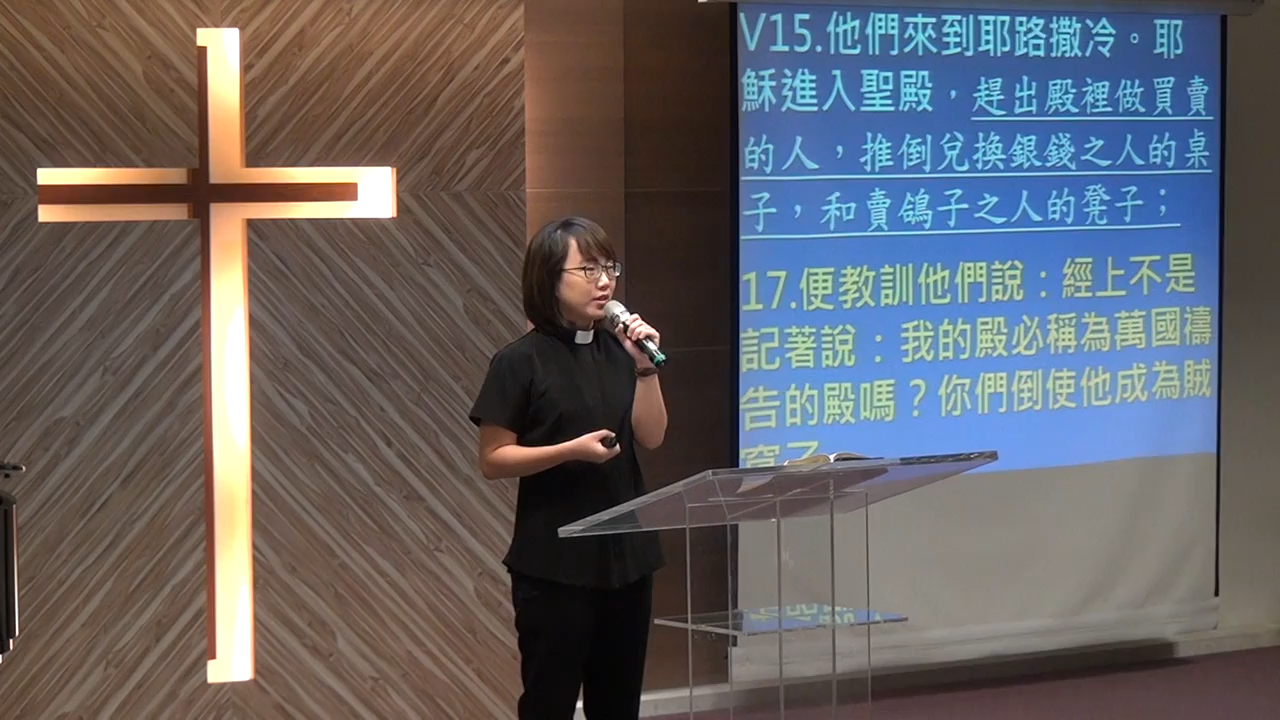 V15.他們來到耶路撒冷。耶
穌進入聖殿，趕出殿裡做買賣
的人，推倒兌換銀錢之人的桌
子，和賣鴿子之人的凳子；
17.便教訓他們說：經上不是
記著說：我的殿必稱為萬國禱
告的殿嗎？你們倒使他成為賊
窩子